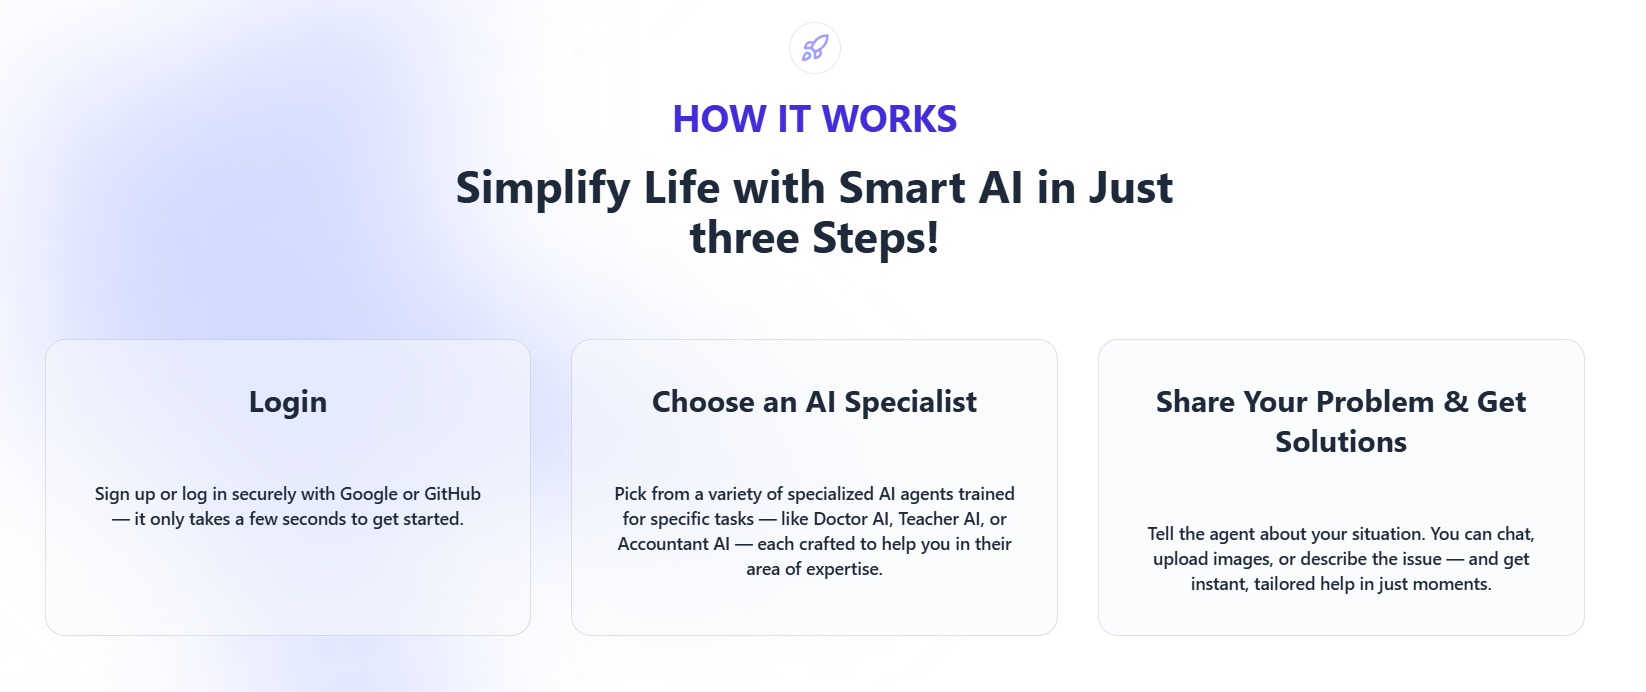 HOW IT WORKS
Simplify Life with Smart AI in Just
three Steps!
Login
Sign up or log in securely with Google or GitHub
— it only takes a few seconds to get started.
Choose an AI Specialist
Pick from a variety of specialized AI agents trained
for specific tasks — like Doctor AI, Teacher AI, or
Accountant AI — each crafted to help you in their
area of expertise.
Share Your Problem & Get
Solutions
Tell the agent about your situation. You can chat,
upload images, or describe the issue — and get
instant, tailored help in just moments.